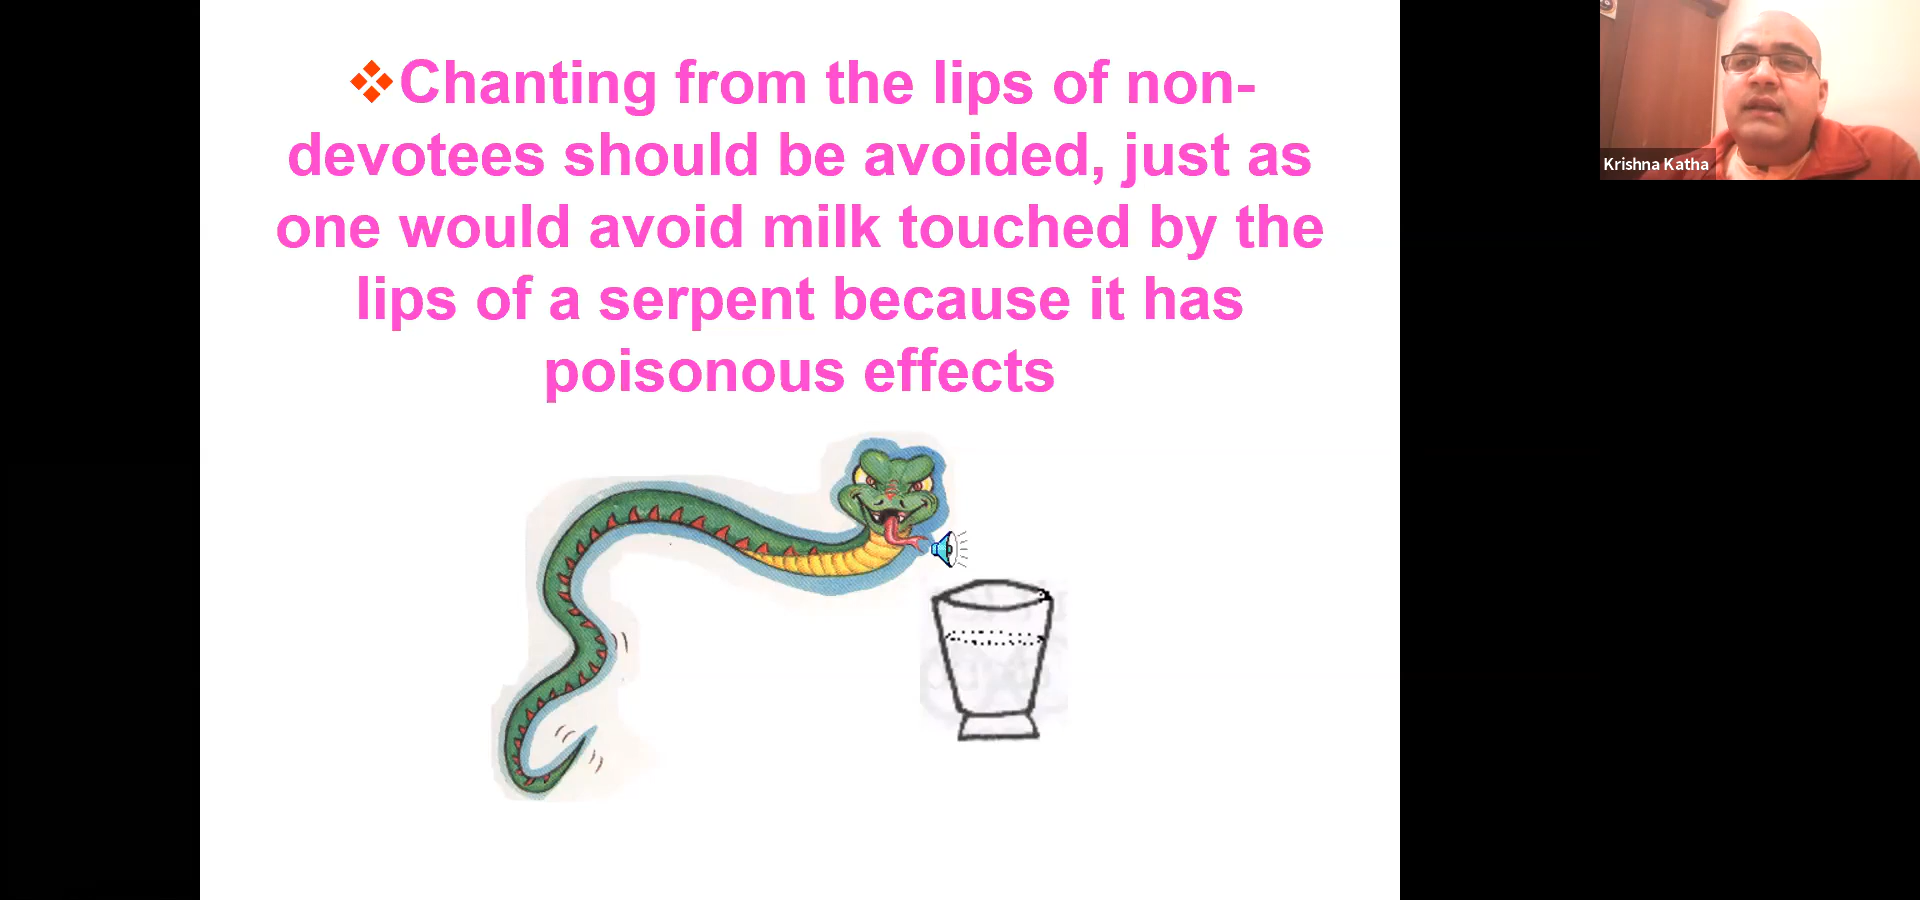 ❖Chanting from the lips of non-
devotees should be avoided, just as
one would avoid milk touched by the
lips of a serpent because it has
poisonous effects
Krishna Katha